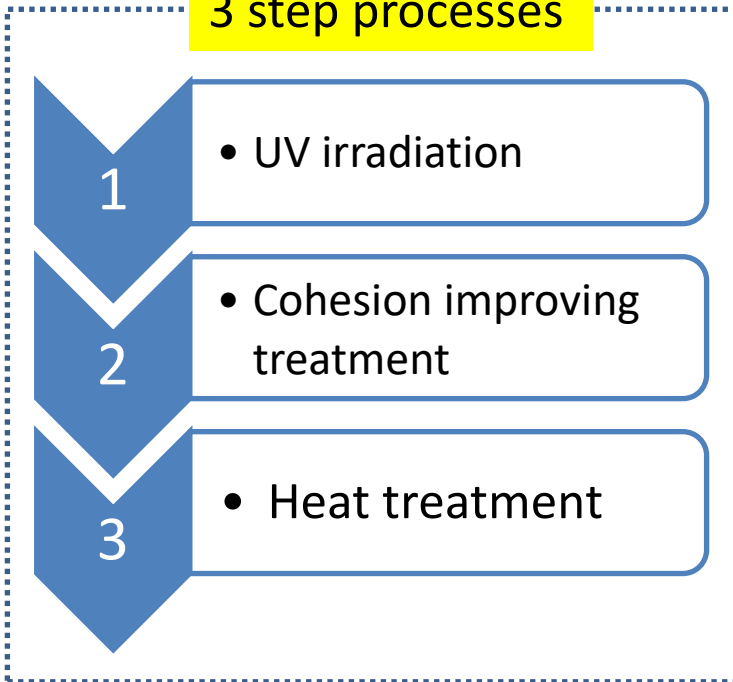 3 step processes
1
• UV irradiation
2
• Cohesion improving
treatment
3
• Heat treatment